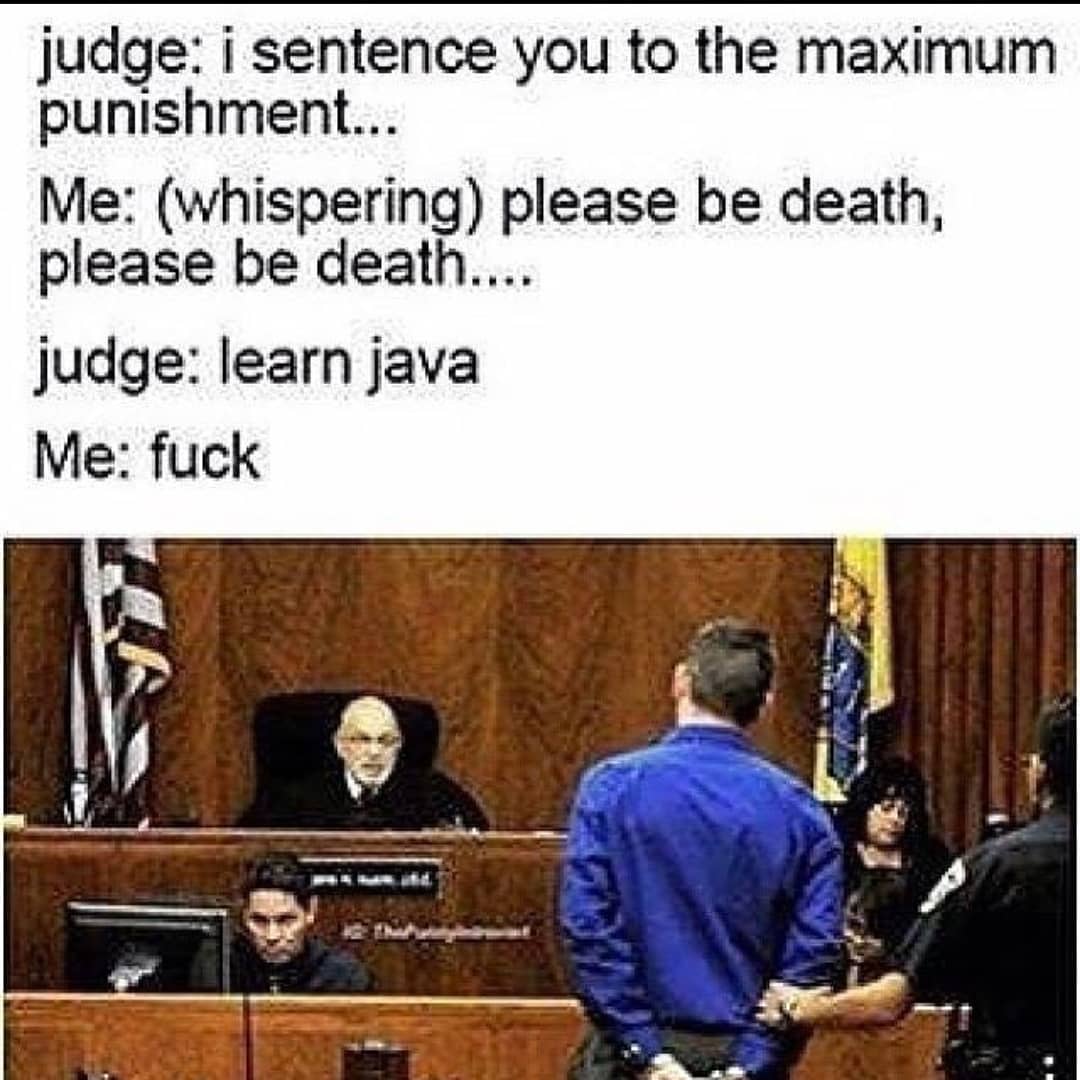 judge: i sentence you to the maximum
punishment...
Me: (whispering) please be death,
please be death....
judge: learn java
Me: fuck